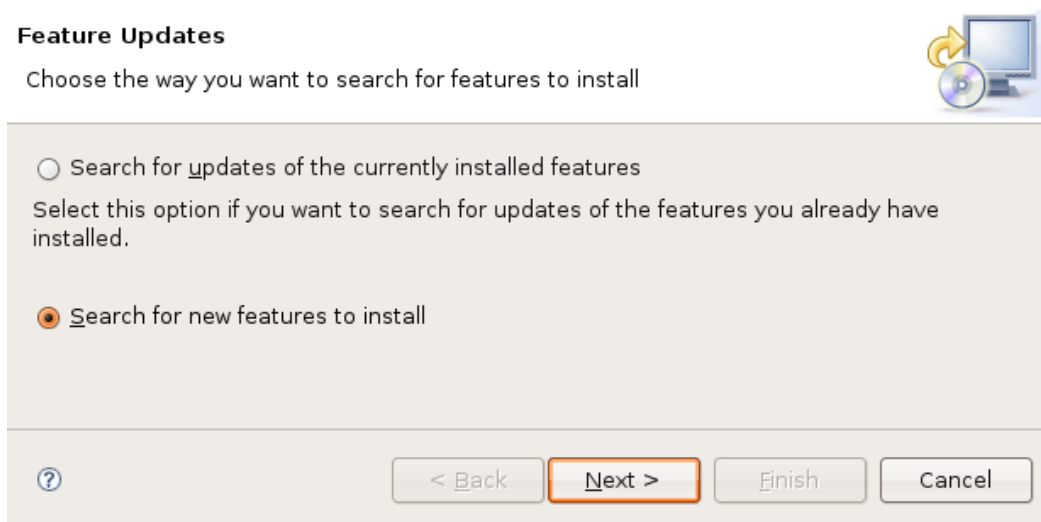 Feature Updates
Choose the way you want to search for features to install
Search for updates of the currently installed features
Select this option if you want to search for updates of the features you already have
installed.
Search for new features to install
? < Back Next > Finish Cancel